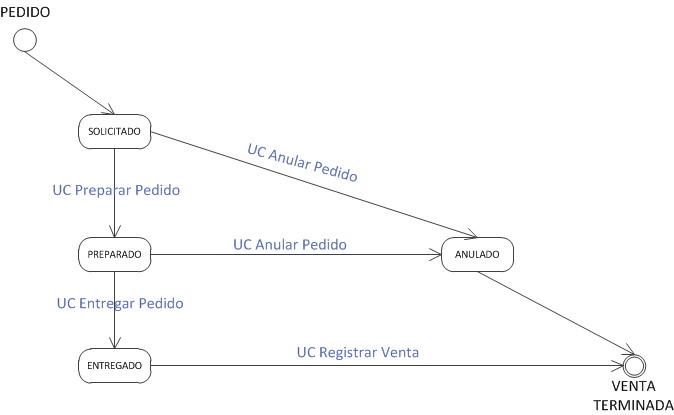 PEDIDO
SOLICITADO
UC Anular Pedido
UC Preparar Pedido
UC Anular Pedido
PREPARADO
ANULADO
UC Entregar Pedido
UC Registrar Venta
ENTREGADO
VENTA
TERMINADA